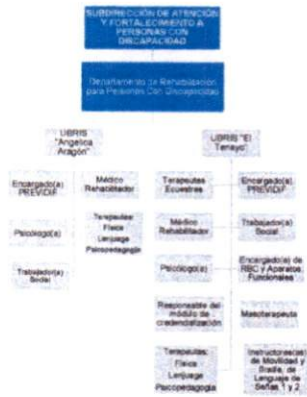 SUBDIRECCIÓN DE ATENCIÓN
Y FORTALECIMIENTO A
PERSONAS CON
DISCAPACIDAD
Departamento de Rehabilitación
para Personas Con Discapacidad
UBRIS
"Angelica
Aragón"
UBRIS "El
Tenayo"
Encargado(a)
PREVIDIF
Médico
Rehabilitador
Psicólogo(a)
Terapeutas:
Física
Lenguaje
Psicopedagogía
Trabajador(a)
Social
Terapeutas
Ecuestres
Encargado(a)
PREVIDIF
Médico
Rehabilitador
Trabajador(a)
Social
Psicólogo(a)
Encargado(a) de
RBC y Aparatos
Funcionales
Responsable del
módulo de
credencialización
Masoterapeuta
Terapeutas:
Física
Lenguaje
Psicopedagogía
Instructores(as)
de Movilidad y
Braille, de
Lenguaje de
Señas 1 y 2